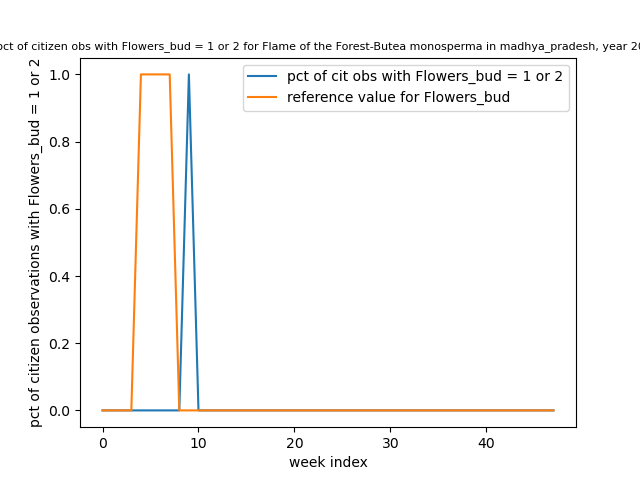 pct of citizen obs with Flowers_bud = 1 or 2 for Flame of the Forest-Butea monosperma in madhya_pradesh, year 20
pct of cit obs with Flowers_bud = 1 or 2
reference value for Flowers_bud
pct of citizen observations with Flowers_bud = 1 or 2
1.0
0.8
0.6
0.4
0.2
0.0
0
10
20
30
40
week index